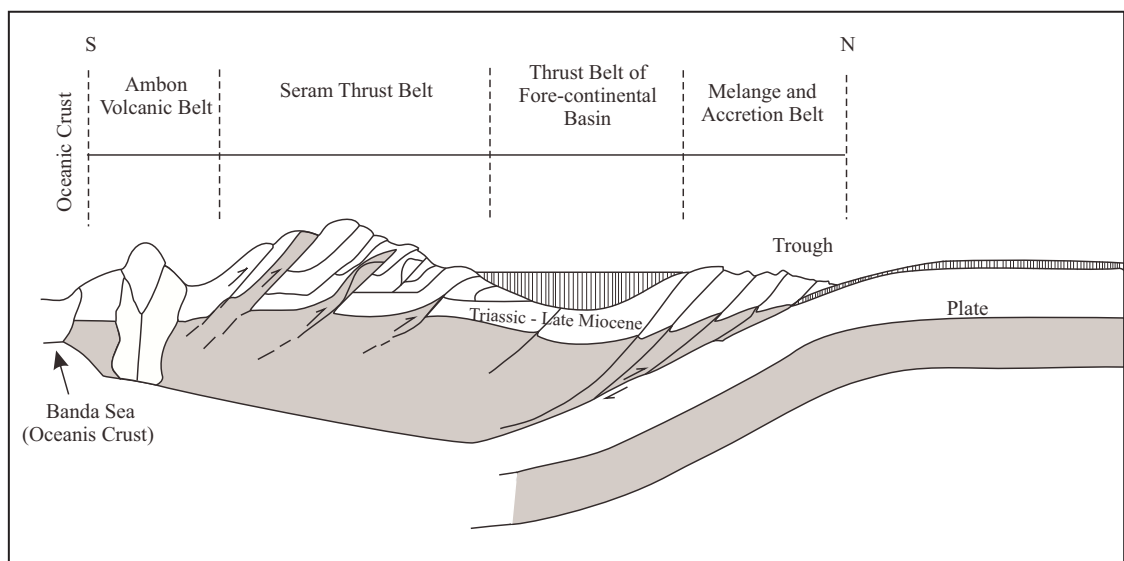 S
N
Oceanic Crust
Ambon
Volcanic Belt
Seram Thrust Belt
Thrust Belt of
Fore-continental
Basin
Melange and
Accretion Belt
Trough
Triassic - Late Miocene
Plate
Banda Sea
(Oceanis Crust)